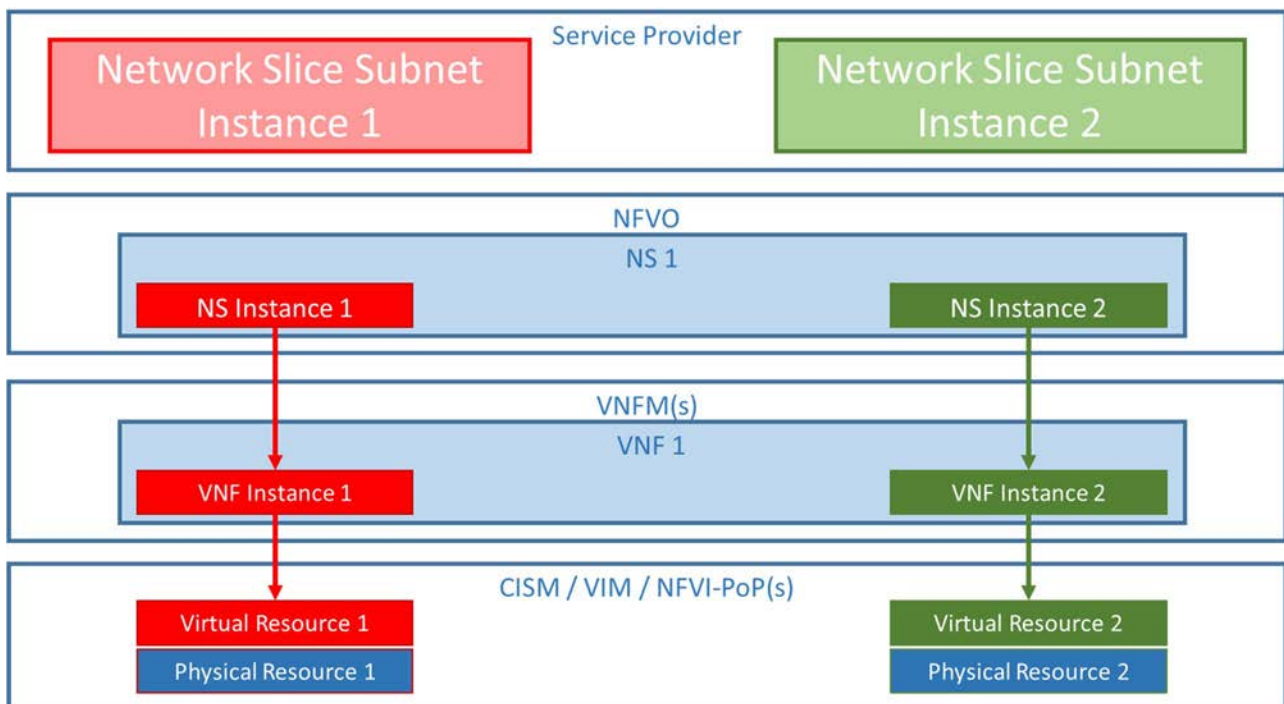 Service Provider
Network Slice Subnet
Instance 1
Network Slice Subnet
Instance 2
NFVO
NS 1
NS Instance 1
NS Instance 2
VNFM(s)
VNF 1
VNF Instance 1
VNF Instance 2
CISM / VIM / NFVI-PoP(s)
Virtual Resource 1
Virtual Resource 2
Physical Resource 1
Physical Resource 2